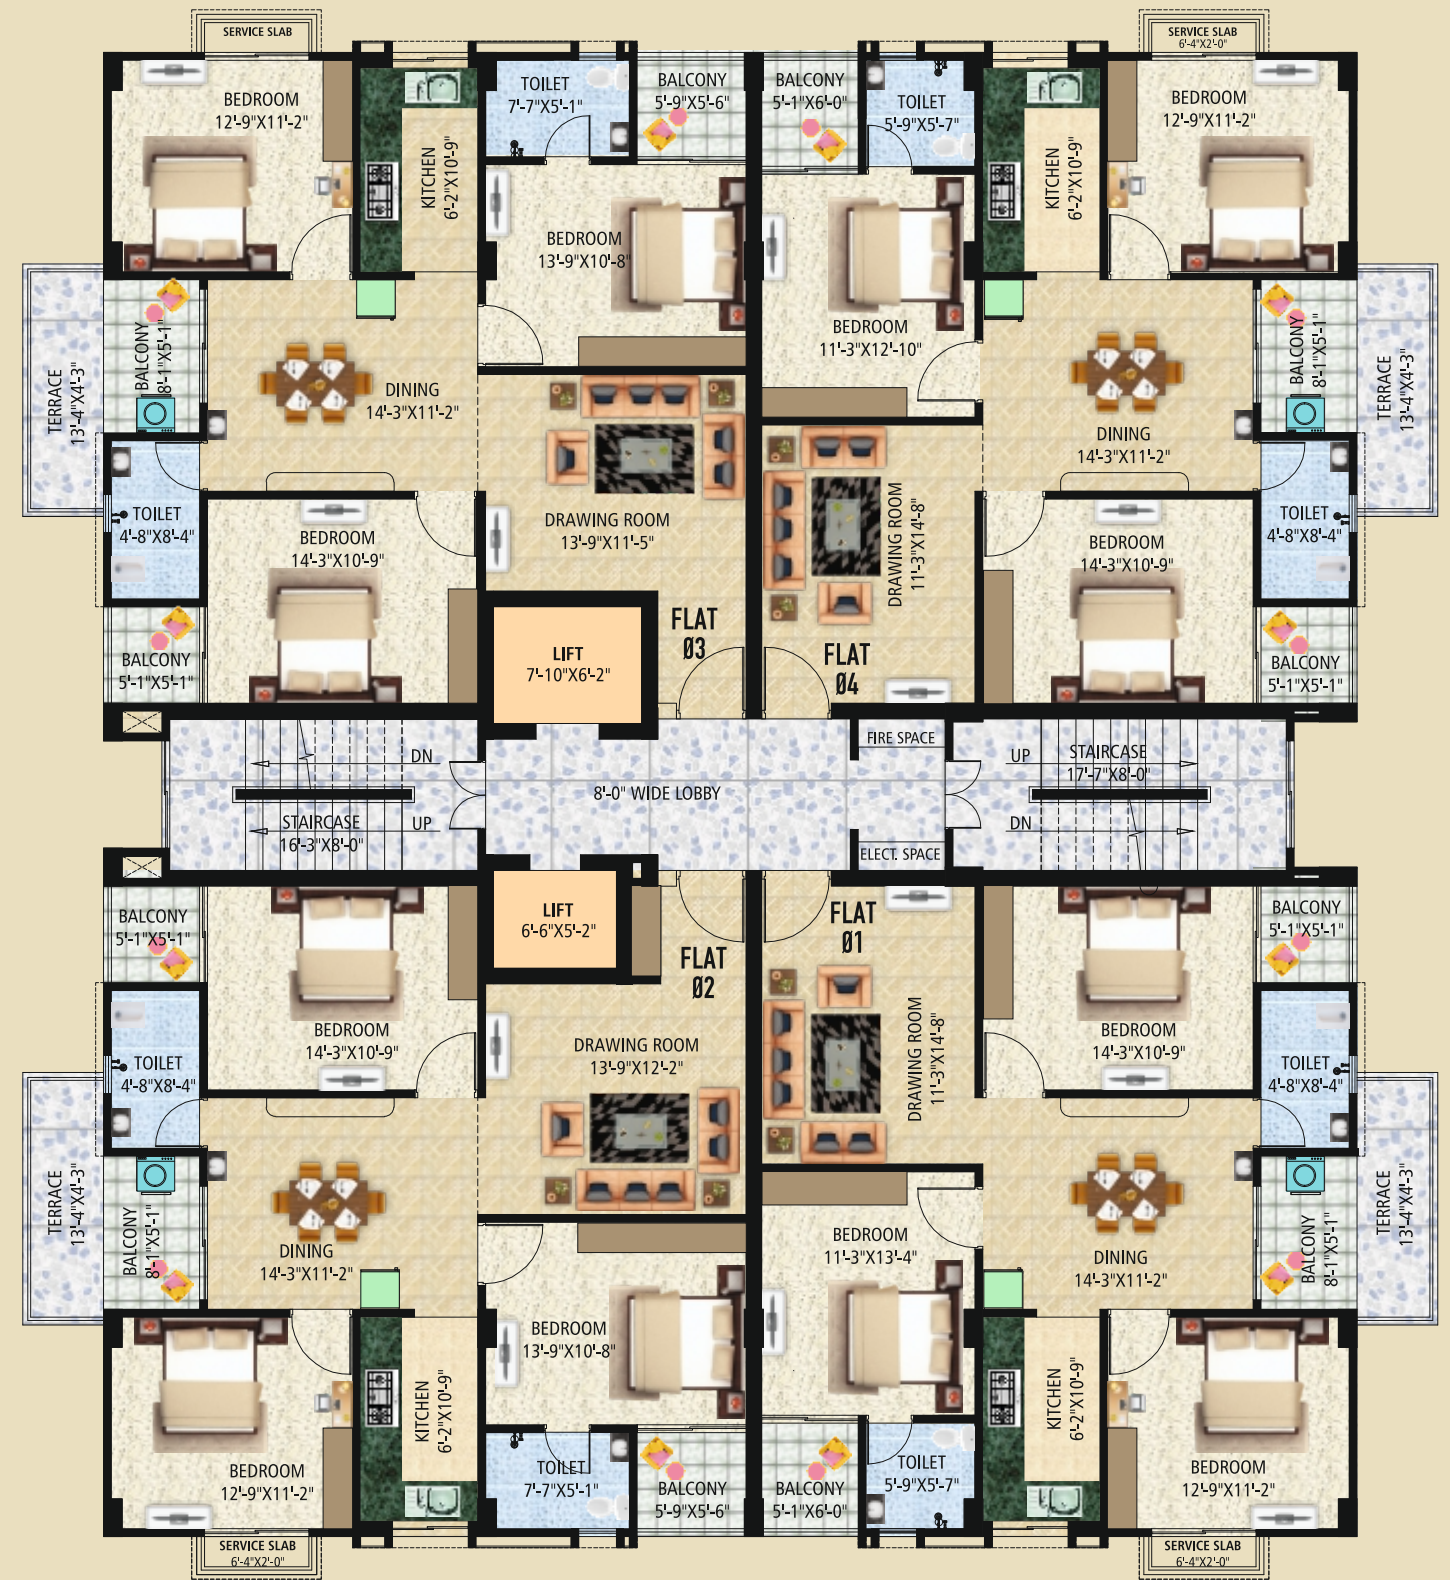 SERVICE SLAB
SERVICE SLAB
6'-4"X2'-0"
BEDROOM
12'-9"X11'-2"
KITCHEN
6'-2"X10'-9"
TOILET
7'-7"X5'-1"
BALCONY
5'-9"X5'-6"
BALCONY
5'-1"X6'-0"
TOILET
5'-9"X5'-7"
KITCHEN
6'-2"X10'-9"
BEDROOM
12'-9"X11'-2"
BEDROOM
13'-9"X10'-8"
BEDROOM
11'-3"X12'-10"
TERRACE
13'-4"X4'-3"
BALCONY
8'-1"X5'-1"
DINING
14'-3"X11'-2"
DINING
14'-3"X11'-2"
BALCONY
8'-1"X5'-1"
TERRACE
13'-4"X4'-3"
TOILET
4'-8"X8'-4"
BEDROOM
14'-3"X10'-9"
DRAWING ROOM
13'-9"X11'-5"
DRAWING ROOM
11'-3"X14'-8"
BEDROOM
14'-3"X10'-9"
TOILET
4'-8"X8'-4"
BALCONY
5'-1"X5'-1"
LIFT
7'-10"X6'-2"
FLAT
Ø3
FLAT
Ø4
BALCONY
5'-1"X5'-1"
DN
STAIRCASE
16'-3"X8'-0"
UP
8'-0" WIDE LOBBY
FIRE SPACE
ELECT. SPACE
UP
STAIRCASE
17'-7"X8'-0"
DN
BALCONY
5'-1"X5'-1"
LIFT
6'-6"X5'-2"
FLAT
Ø2
FLAT
Ø1
BALCONY
5'-1"X5'-1"
TOILET
4'-8"X8'-4"
BEDROOM
14'-3"X10'-9"
DRAWING ROOM
13'-9"X12'-2"
DRAWING ROOM
11'-3"X14'-8"
BEDROOM
14'-3"X10'-9"
TOILET
4'-8"X8'-4"
TERRACE
13'-4"X4'-3"
BALCONY
8'-1"X5'-1"
DINING
14'-3"X11'-2"
BEDROOM
11'-3"X13'-4"
DINING
14'-3"X11'-2"
BALCONY
8'-1"X5'-1"
TERRACE
13'-4"X4'-3"
BEDROOM
13'-9"X10'-8"
BEDROOM
12'-9"X11'-2"
KITCHEN
6'-2"X10'-9"
TOILET
7'-7"X5'-1"
BALCONY
5'-9"X5'-6"
BALCONY
5'-1"X6'-0"
TOILET
5'-9"X5'-7"
KITCHEN
6'-2"X10'-9"
BEDROOM
12'-9"X11'-2"
SERVICE SLAB
6'-4"X2'-0"
SERVICE SLAB
6'-4"X2'-0"